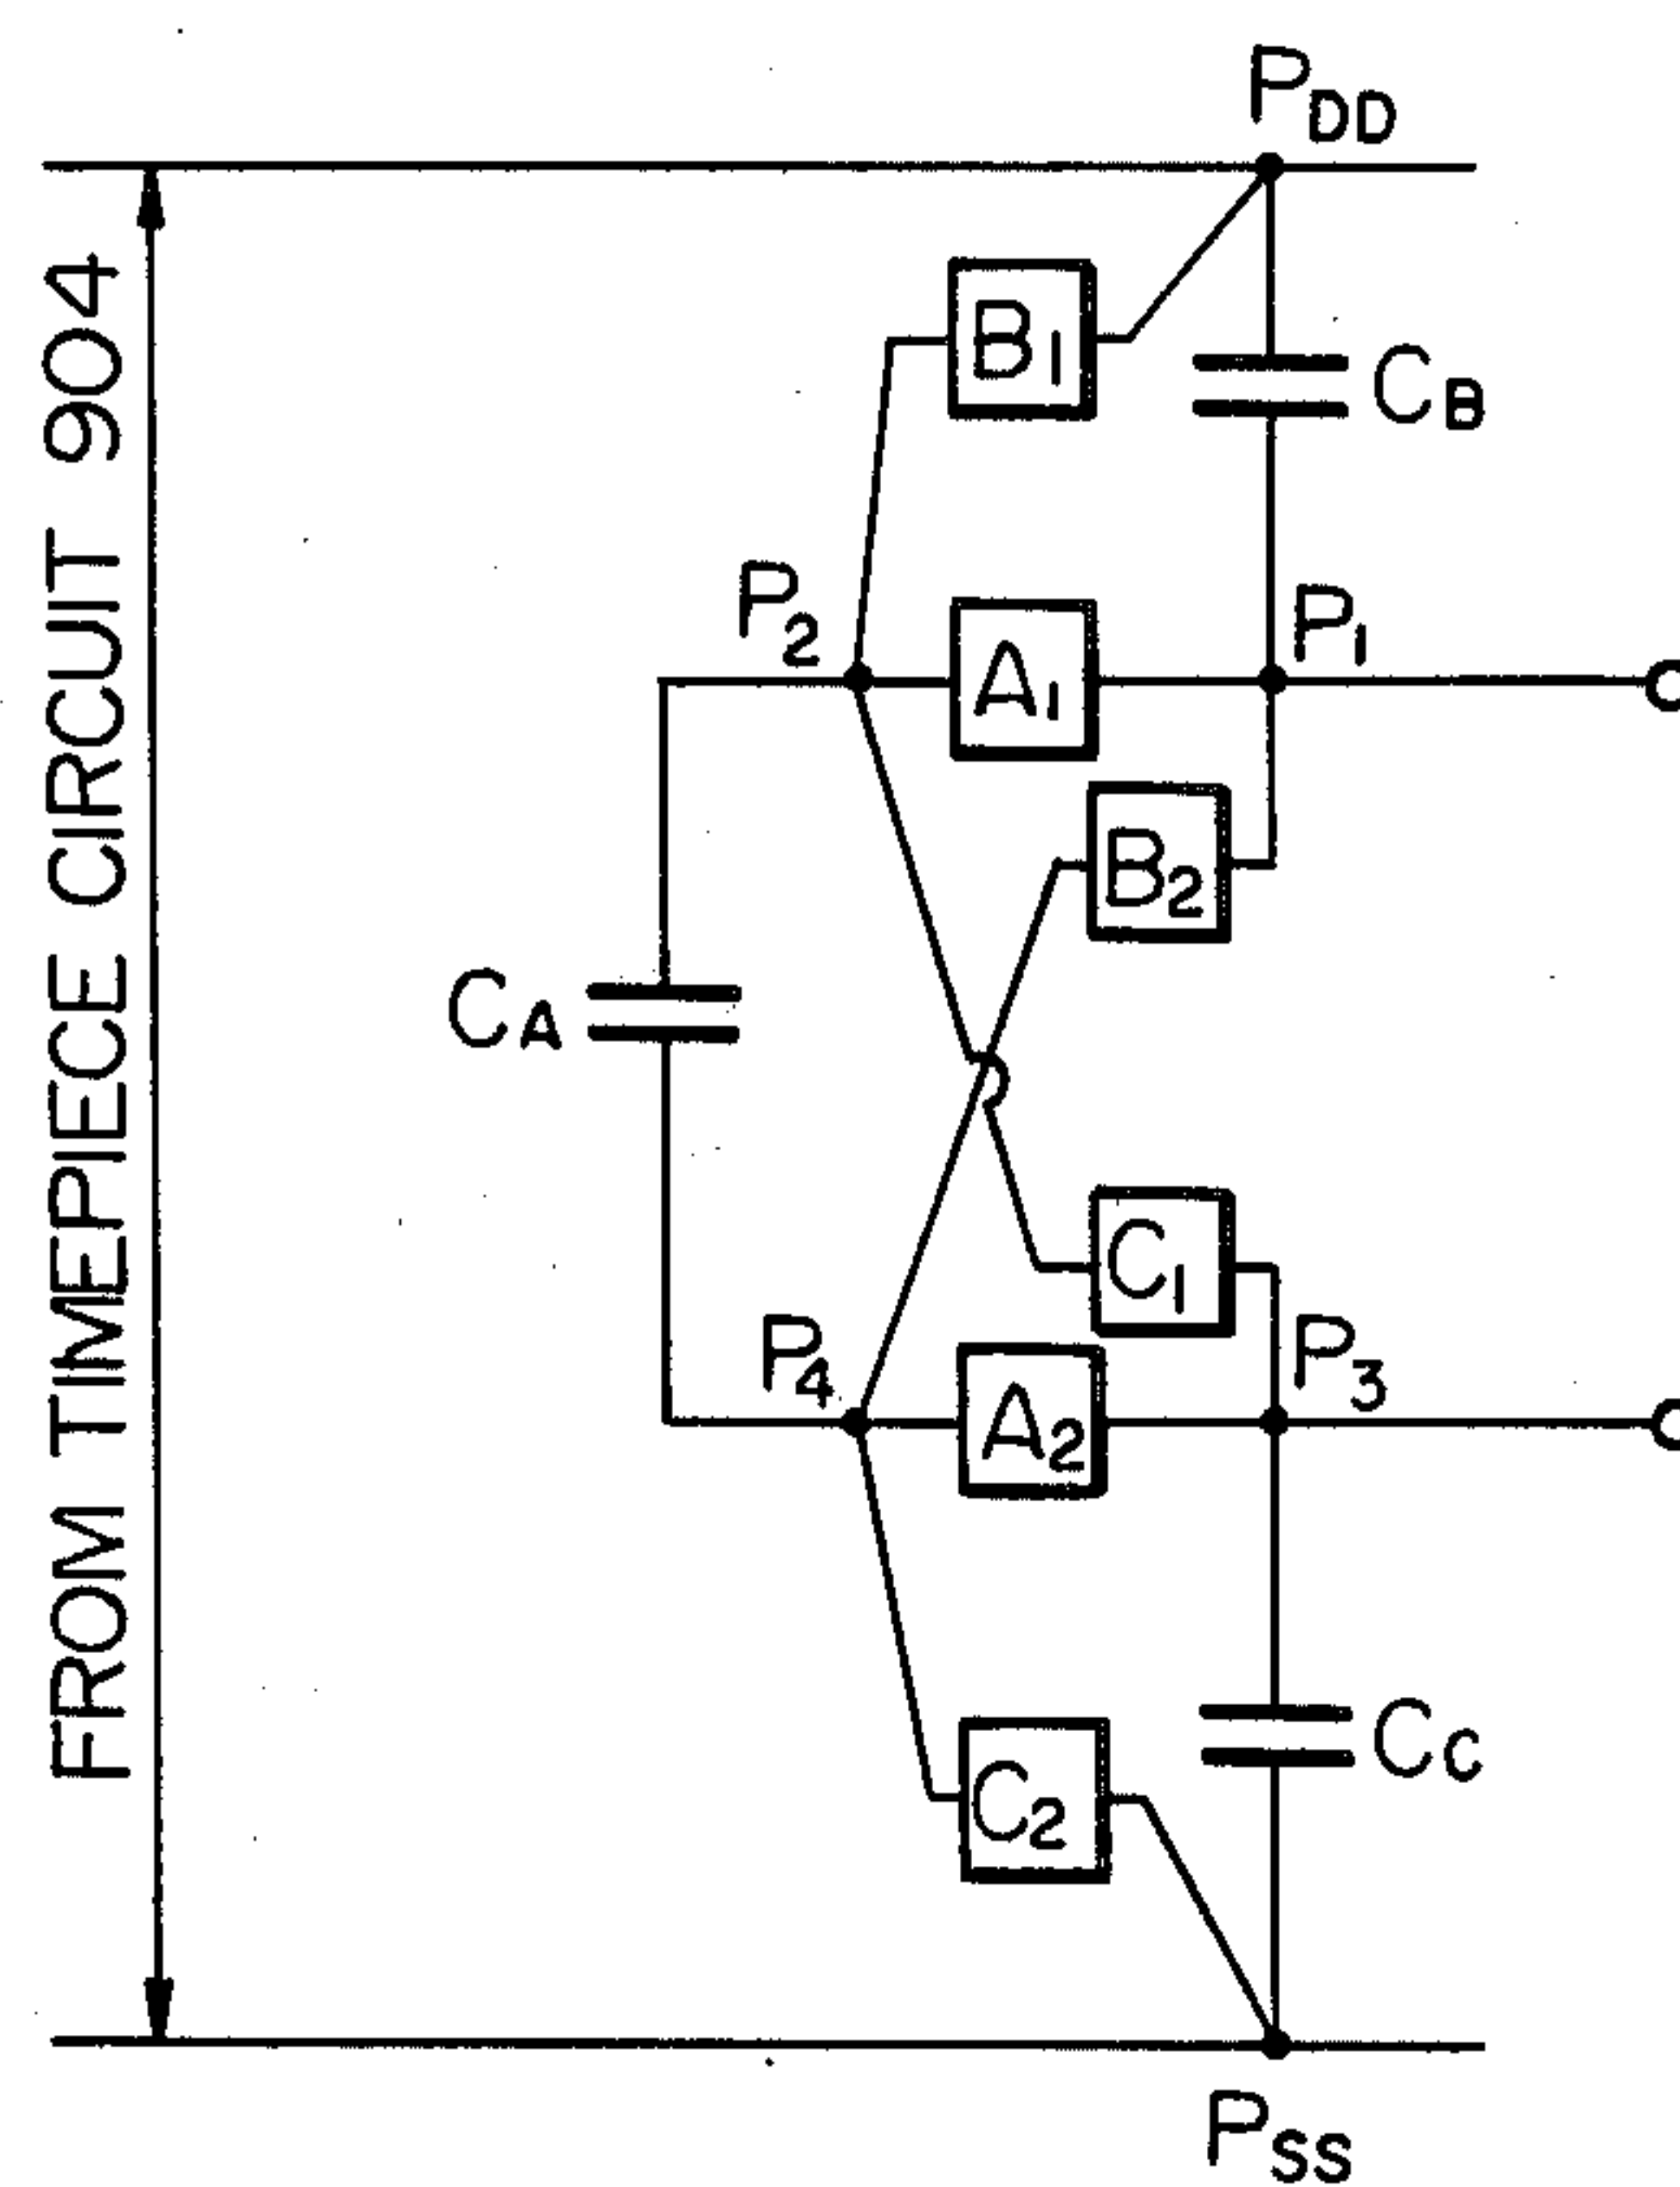 PDD
FROM TIMEPIECE CIRCUIT 904
B1
CB
P2
A1
P1
B2
CA
C1
P4
A2
P3
C2
CC
PSS